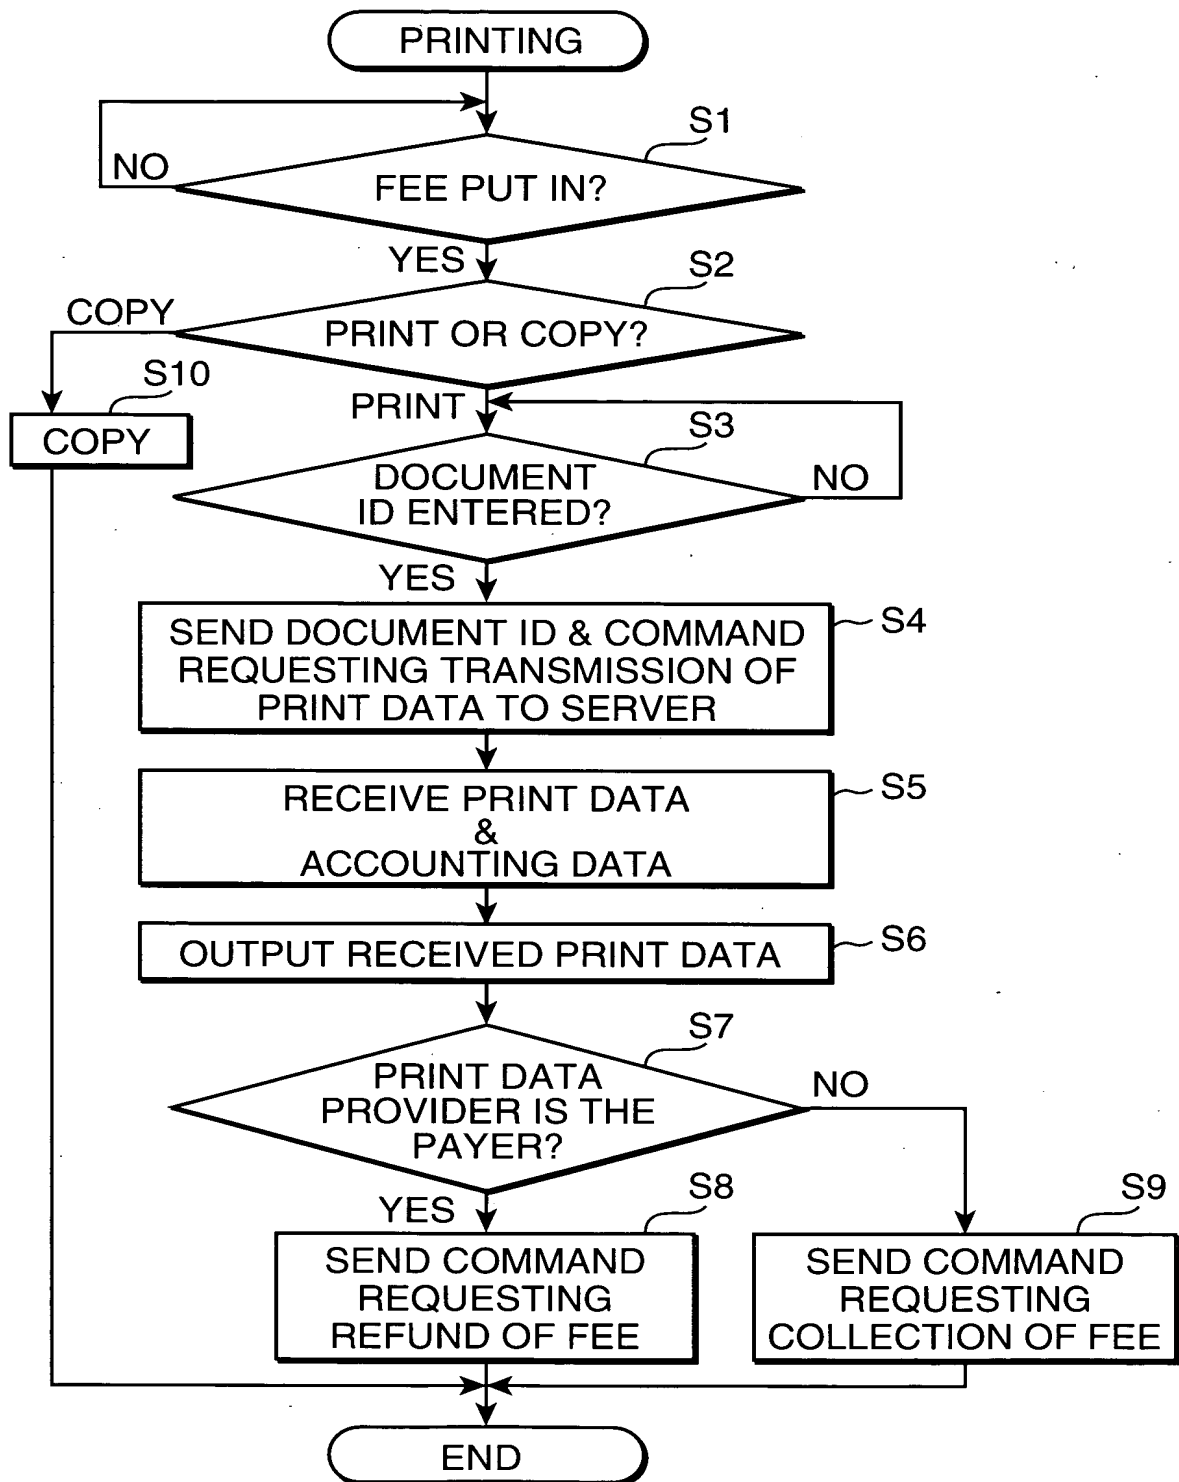 PRINTING
S1
NO
FEE PUT IN?
YES
S2
COPY
PRINT OR COPY?
S10
PRINT
COPY
S3
DOCUMENT
ID ENTERED?
NO
YES
SEND DOCUMENT ID & COMMAND
REQUESTING TRANSMISSION OF
PRINT DATA TO SERVER
S4
RECEIVE PRINT DATA
&
ACCOUNTING DATA
S5
OUTPUT RECEIVED PRINT DATA
S6
S7
PRINT DATA
PROVIDER IS THE
PAYER?
NO
YES
S8
S9
SEND COMMAND
REQUESTING
REFUND OF FEE
SEND COMMAND
REQUESTING
COLLECTION OF FEE
END